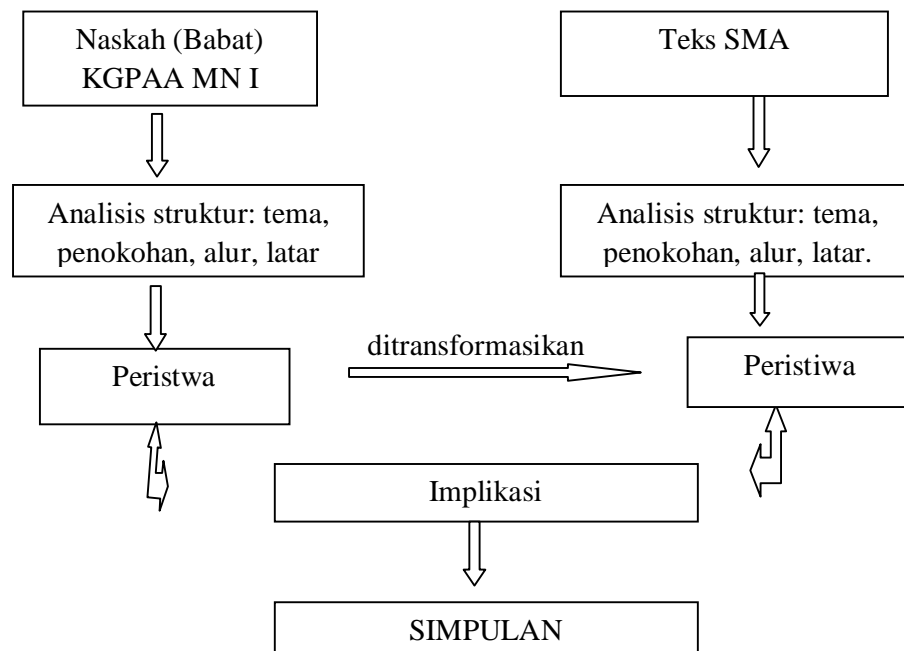 Naskah (Babat)
KGPAA MN I
Teks SMA
Analisis struktur: tema,
penokohan, alur, latar
Analisis struktur: tema,
penokohan, alur, latar.
Peristwa
ditransformasikan
Peristiwa
Implikasi
SIMPULAN